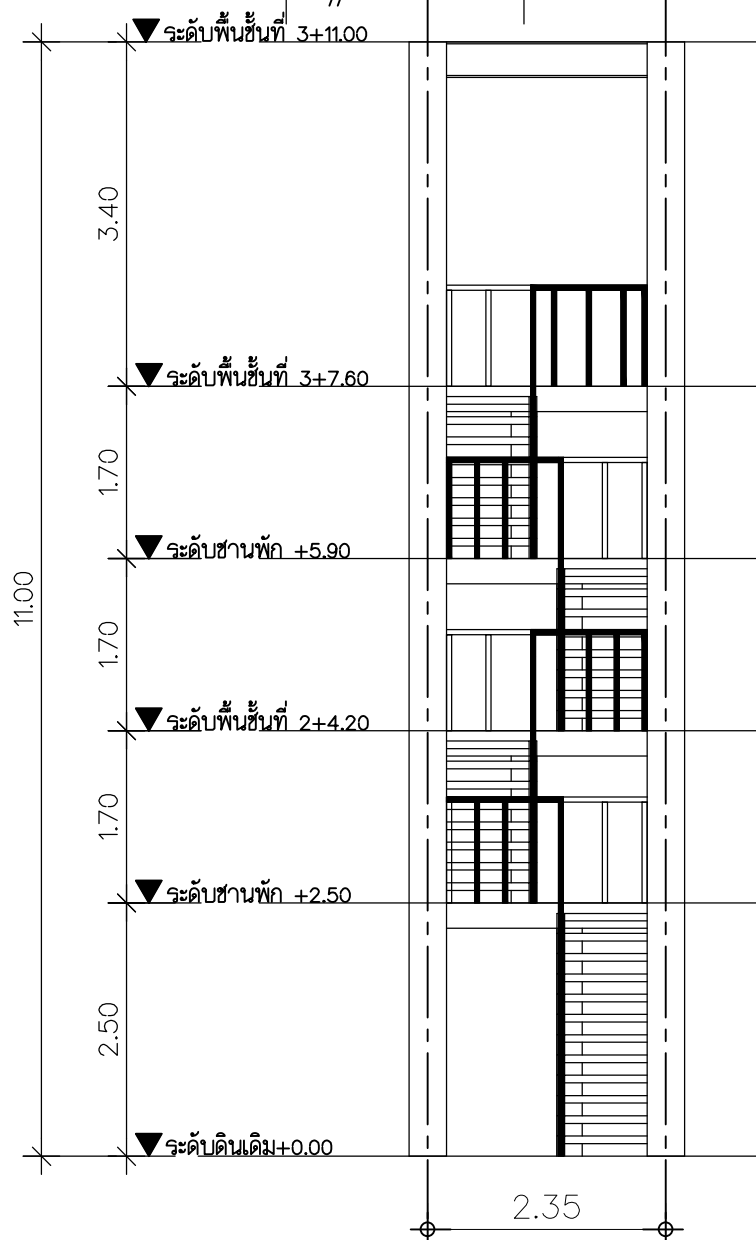 ระดับพื้นชั้นที่ 3+11.00
3.40
ระดับพื้นชั้นที่ 3+7.60
1.70
ระดับชานพัก +5.90
11.00
1.70
ระดับพื้นชั้นที่ 2+4.20
1.70
ระดับชานพัก +2.50
2.50
ระดับดินเดิม+0.00
2.35